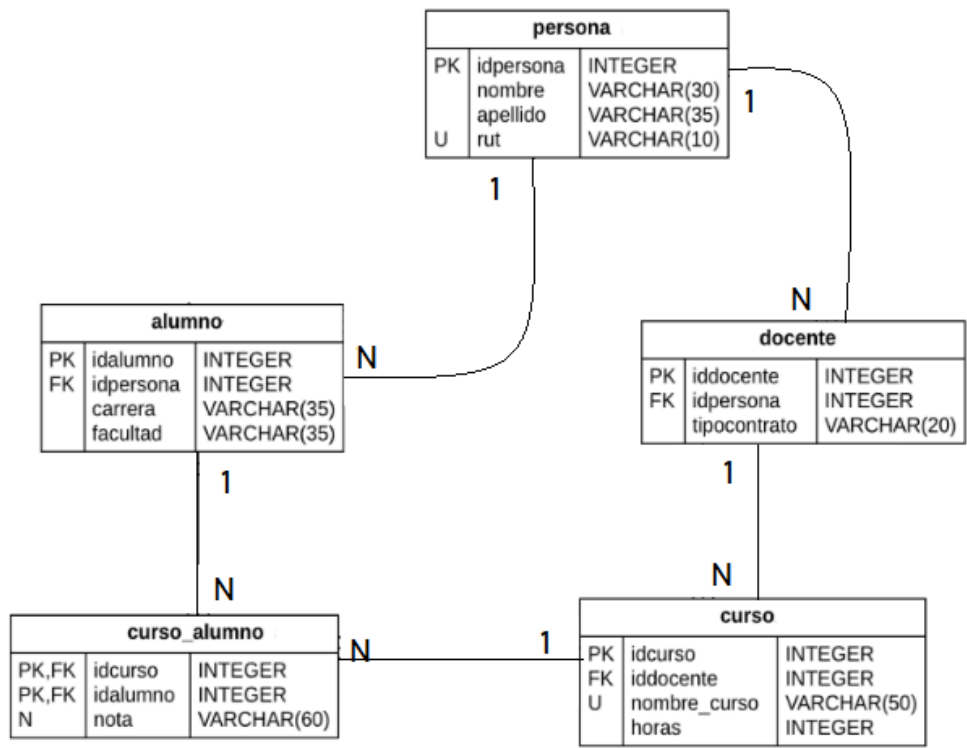 persona
PK idpersona INTEGER
nombre VARCHAR(30)
apellido VARCHAR(35)
U rut VARCHAR(10)
1
1
N
N
alumno
PK idalumno INTEGER
FK idpersona INTEGER
carrera VARCHAR(35)
facultad VARCHAR(35)
docente
PK iddocente INTEGER
FK idpersona INTEGER
tipocontrato VARCHAR(20)
1
1
N
N
curso_alumno
PK,FK idcurso INTEGER
PK,FK idalumno INTEGER
N nota VARCHAR(60)
N
1
curso
PK idcurso INTEGER
FK iddocente INTEGER
U nombre_curso VARCHAR(50)
horas INTEGER